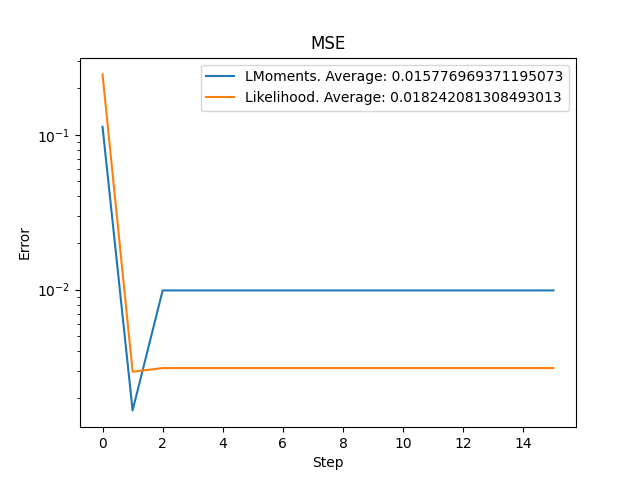 MSE
LMoments. Average: 0.015776969371195073
Likelihood. Average: 0.018242081308493013
10⁻¹
10⁻²
Error
0 2 4 6 8 10 12 14
Step